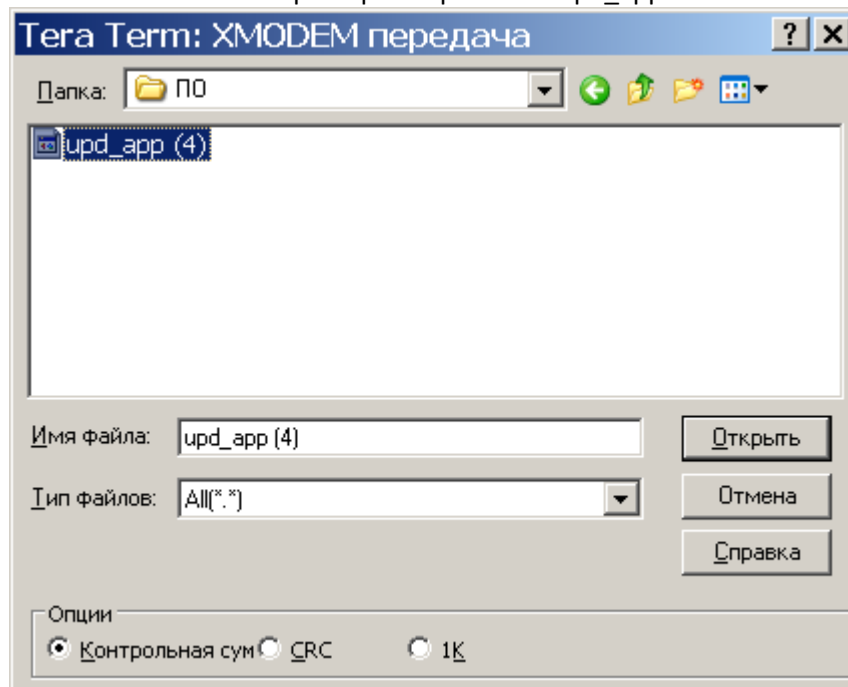 Tera Term: XMODEM передача
Папка: ПО
upd_app (4)
Имя файла: upd_app (4) Открыть
Тип файлов: All(*.*) Отмена
Справка
Опции
Контрольная сум CRC 1K